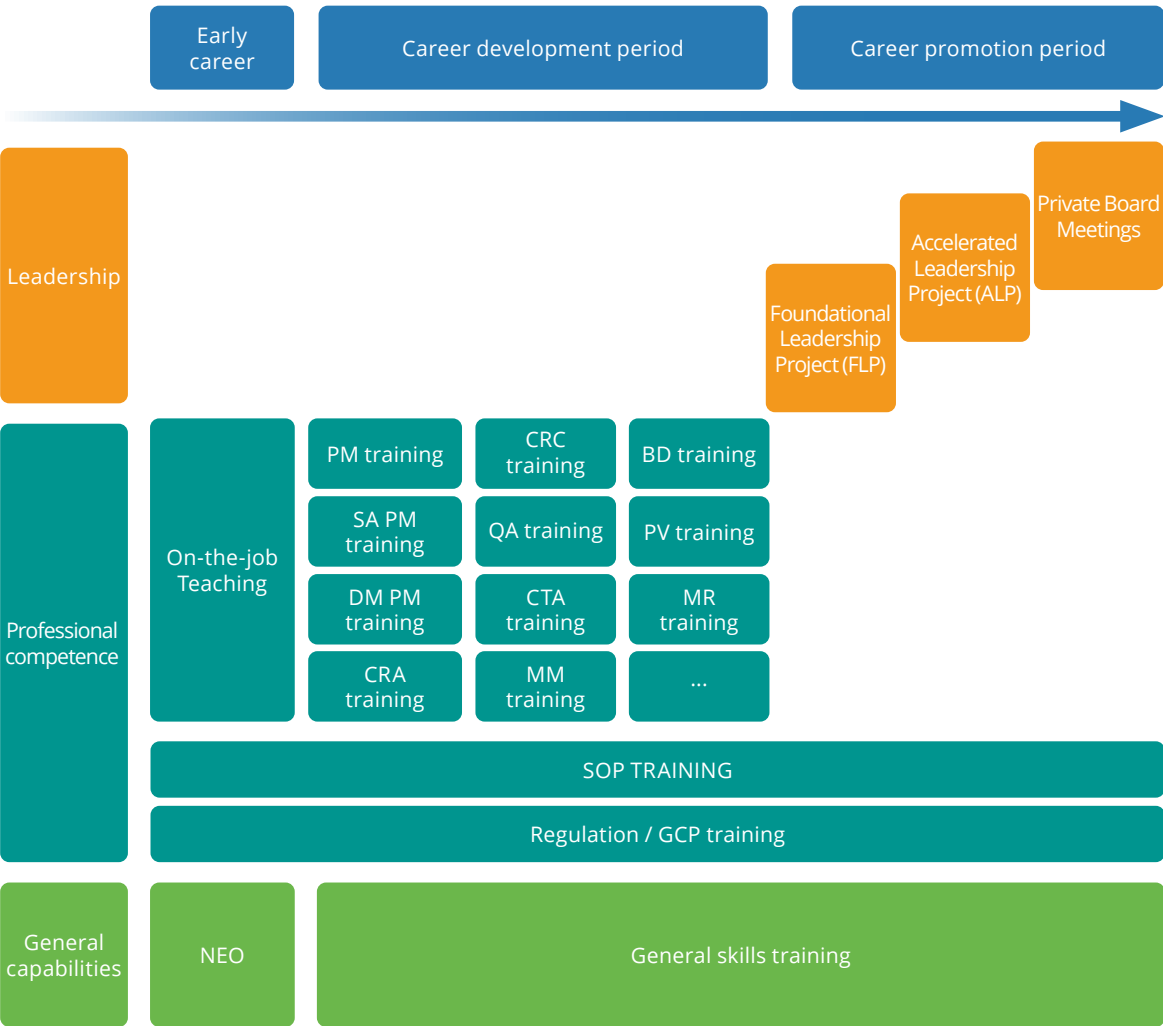 Early
career
Career development period
Career promotion period
Leadership
Foundational
Leadership
Project (FLP)
Accelerated
Leadership
Project (ALP)
Private Board
Meetings
Professional
competence
On-the-job
Teaching
PM training
CRC
training
BD training
SA PM
training
QA training
PV training
DM PM
training
CTA
training
MR
training
CRA
training
MM
training
...
SOP TRAINING
Regulation / GCP training
General
capabilities
NEO
General skills training